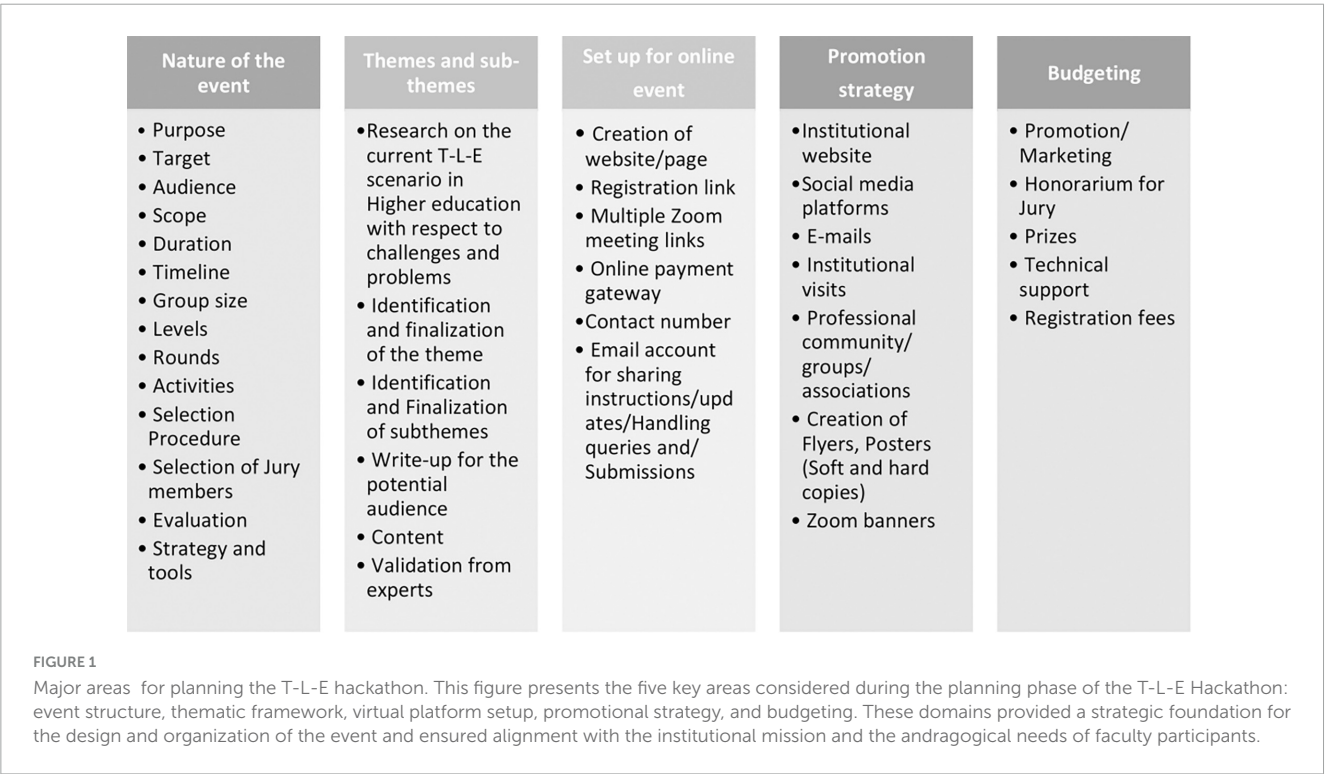 Nature of the
event
• Purpose
• Target
• Audience
• Scope
• Duration
• Timeline
• Group size
• Levels
• Rounds
• Activities
• Selection
Procedure
• Selection of Jury
members
• Evaluation
• Strategy and
tools
Themes and sub-
themes
•Research on the
current T-L-E
scenario in
Higher education
with respect to
challenges and
problems
• Identification
and finalization
of the theme
• Identification
and Finalization
of subthemes
• Write-up for the
potential
audience
• Content
• Validation from
experts
Set up for online
event
• Creation of
website/page
• Registration link
• Multiple Zoom
meeting links
• Online payment
gateway
•Contact number
• Email account
for sharing
instructions/upd
ates/Handling
queries and/
Submissions
Promotion
strategy
•Institutional
website
•Social media
platforms
• E-mails
• Institutional
visits
• Professional
community/
groups/
associations
• Creation of
Flyers, Posters
(Soft and hard
copies)
• Zoom banners
Budgeting
• Promotion/
Marketing
• Honorarium for
Jury
• Prizes
• Technical
support
• Registration fees
FIGURE 1
Major areas for planning the T-L-E hackathon. This figure presents the five key areas considered during the planning phase of the T-L-E Hackathon:
event structure, thematic framework, virtual platform setup, promotional strategy, and budgeting. These domains provided a strategic foundation for
the design and organization of the event and ensured alignment with the institutional mission and the andragogical needs of faculty participants.